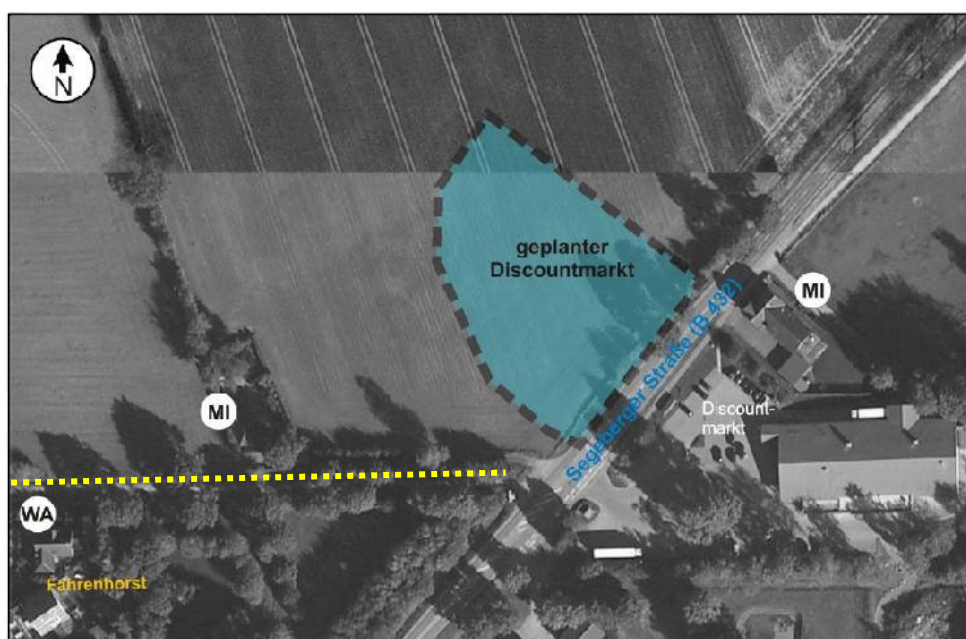 N
geplanter
Discountmarkt
Segeberger Straße (B 432)
MI
MI
Discount-
markt
WA
Fahrenhorst